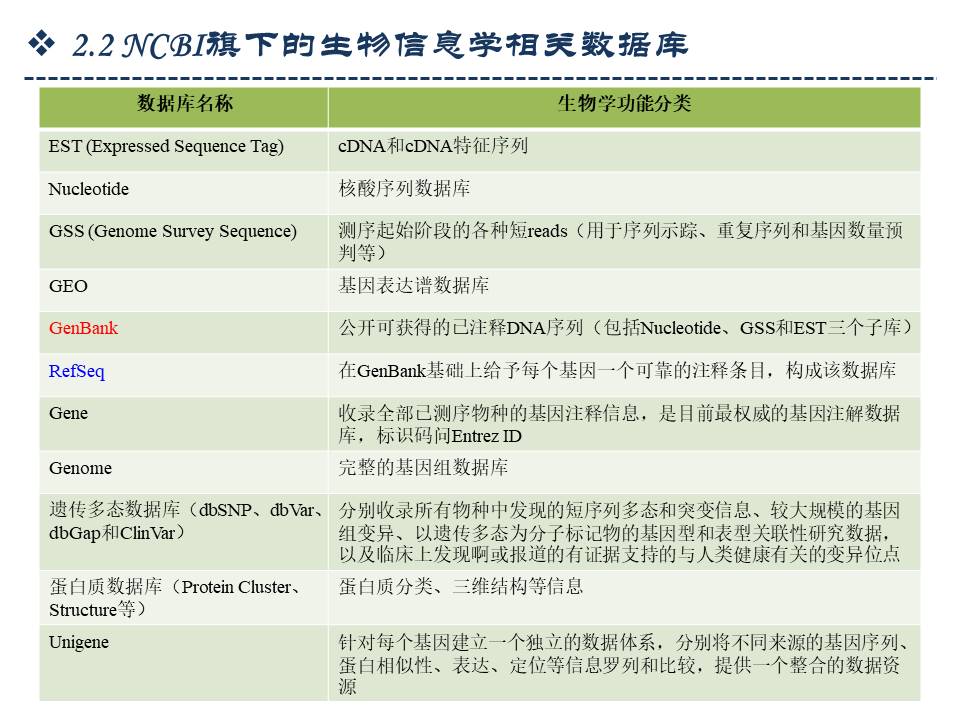 ❖ 2.2 NCBI旗下的生物信息学相关数据库
数据库名称
生物学功能分类
EST (Expressed Sequence Tag)
cDNA和cDNA特征序列
Nucleotide
核酸序列数据库
GSS (Genome Survey Sequence)
测序起始阶段的各种短reads（用于序列示踪、重复序列和基因数量预
判等）
GEO
基因表达谱数据库
GenBank
公开可获得的已注释DNA序列（包括Nucleotide、GSS和EST三个子库）
RefSeq
在GenBank基础上给予每个基因一个可靠的注释条目，构成该数据库
Gene
收录全部已测序物种的基因注释信息，是目前最权威的基因注解数据
库，标识码问Entrez ID
Genome
完整的基因组数据库
遗传多态数据库（dbSNP、dbVar、
dbGap和ClinVar）
分别收录所有物种中发现的短序列多态和突变信息、较大规模的基因
组变异、以遗传多态为分子标记物的基因型和表型关联性研究数据，
以及临床上发现啊或报道的有证据支持的与人类健康有关的变异位点
蛋白质数据库（Protein Cluster、
Structure等）
蛋白质分类、三维结构等信息
Unigene
针对每个基因建立一个独立的数据体系，分别将不同来源的基因序列、
蛋白相似性、表达、定位等信息罗列和比较，提供一个整合的数据资
源